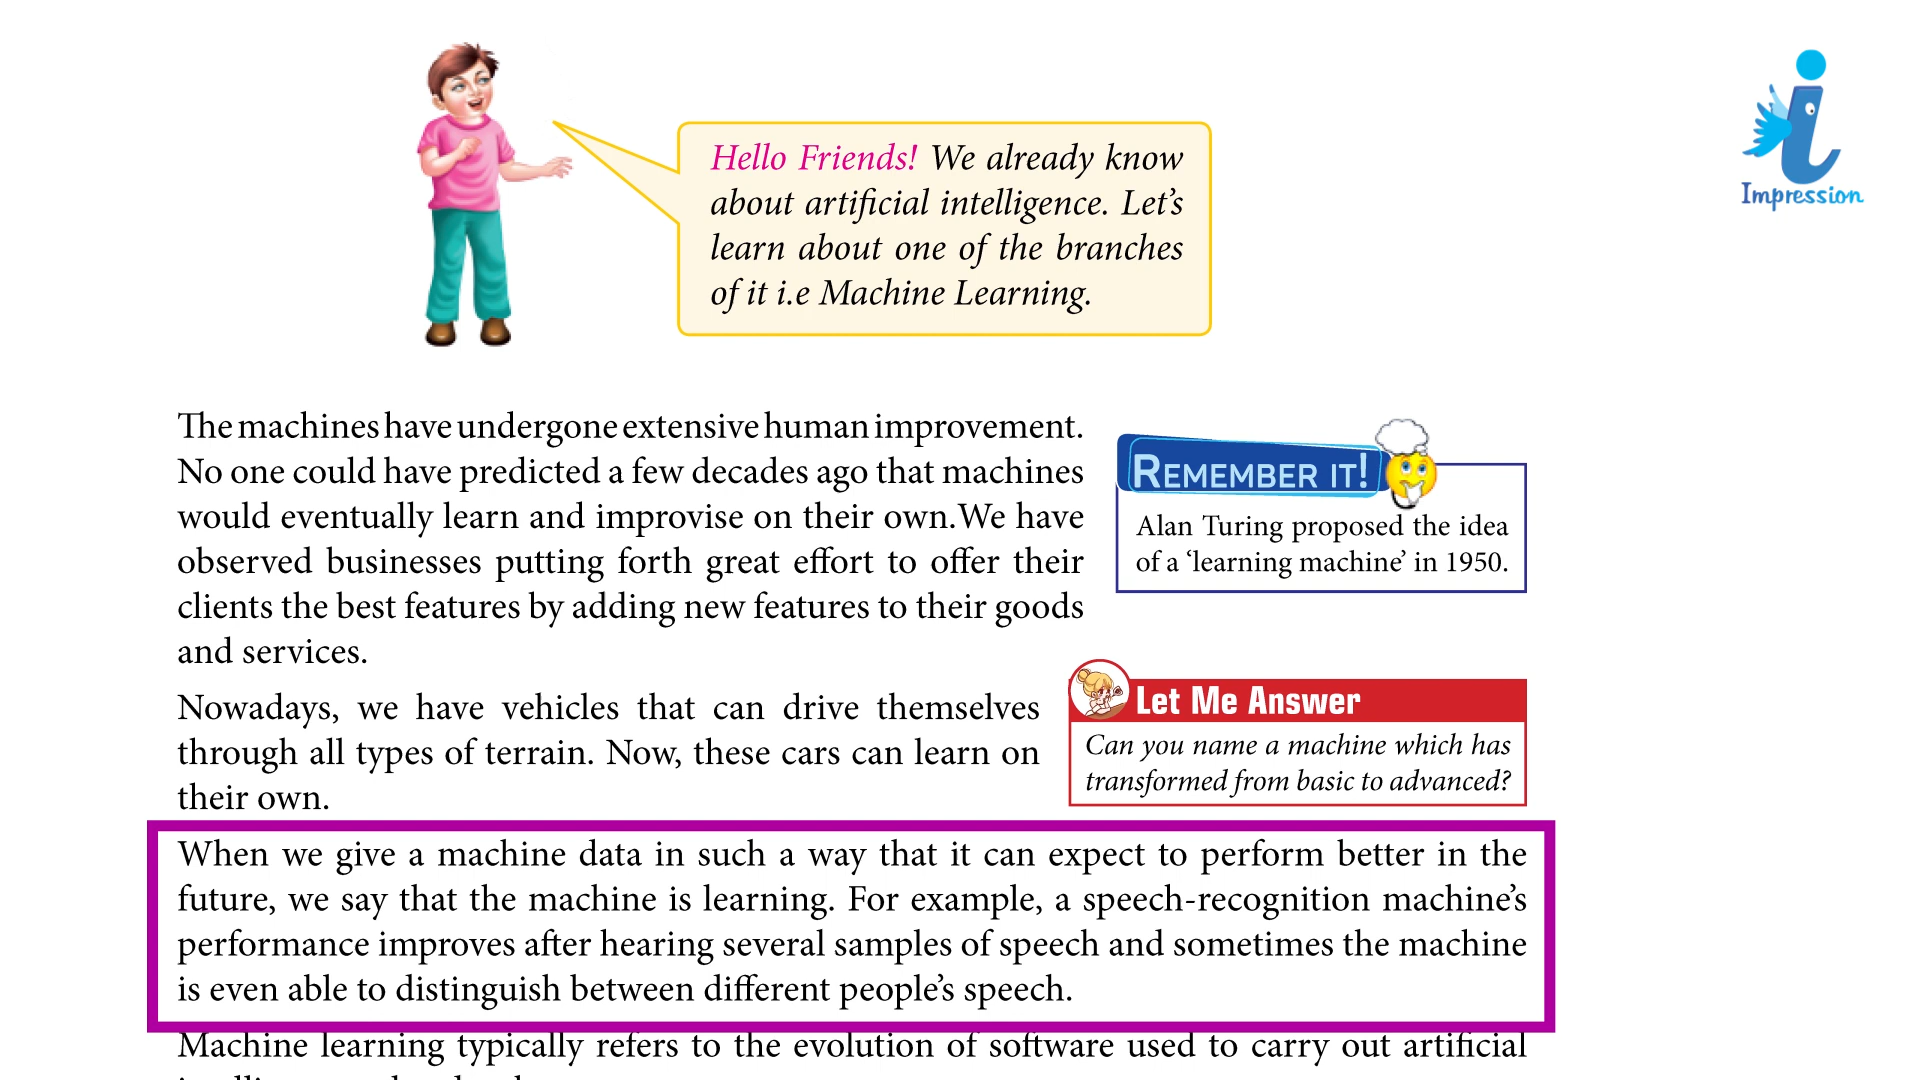 Impression
Hello Friends! We already know
about artificial intelligence. Let's
learn about one of the branches
of it i.e Machine Learning.
The machines have undergone extensive human improvement.
No one could have predicted a few decades ago that machines
would eventually learn and improvise on their own.We have
observed businesses putting forth great effort to offer their
clients the best features by adding new features to their goods
and services.
REMEMBER IT!
Alan Turing proposed the idea
of a ‘learning machine’ in 1950.
Nowadays, we have vehicles that can drive themselves
through all types of terrain. Now, these cars can learn on
their own.
Let Me Answer
Can you name a machine which has
transformed from basic to advanced?
When we give a machine data in such a way that it can expect to perform better in the
future, we say that the machine is learning. For example, a speech-recognition machine’s
performance improves after hearing several samples of speech and sometimes the machine
is even able to distinguish between different people’s speech.
Machine learning typically refers to the evolution of software used to carry out artificial